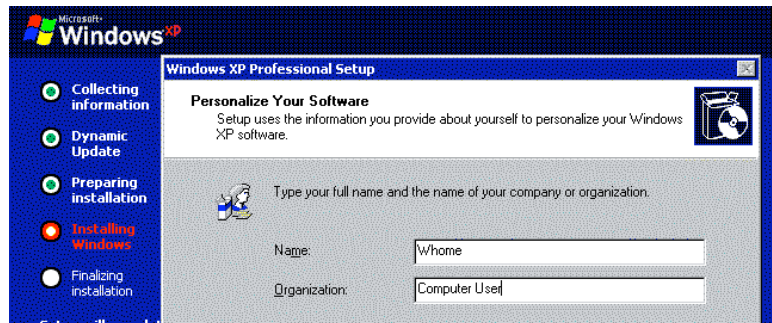 Microsoft
Windows xp
Collecting
information
Dynamic
Update
Preparing
installation
Installing
Windows
Finalizing
installation
Windows XP Professional Setup
Personalize Your Software
Setup uses the information you provide about yourself to personalize your Windows
XP software.
Type your full name and the name of your company or organization.
Name: Whome
Organization: Computer User